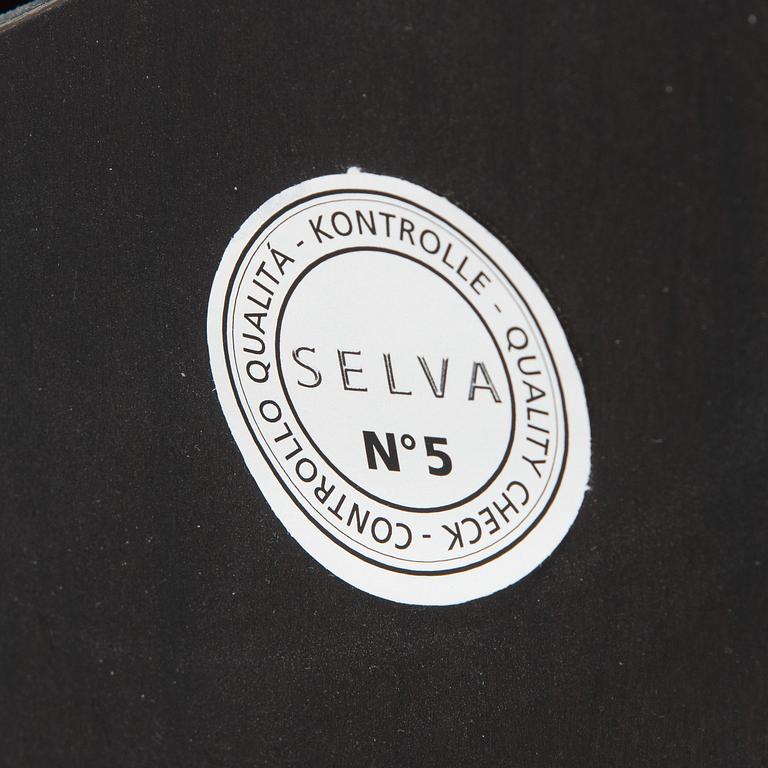 KONTROLLE - QUALITY CHECK - CONTROLLO QUALITÁ -
SELVA
N° 5